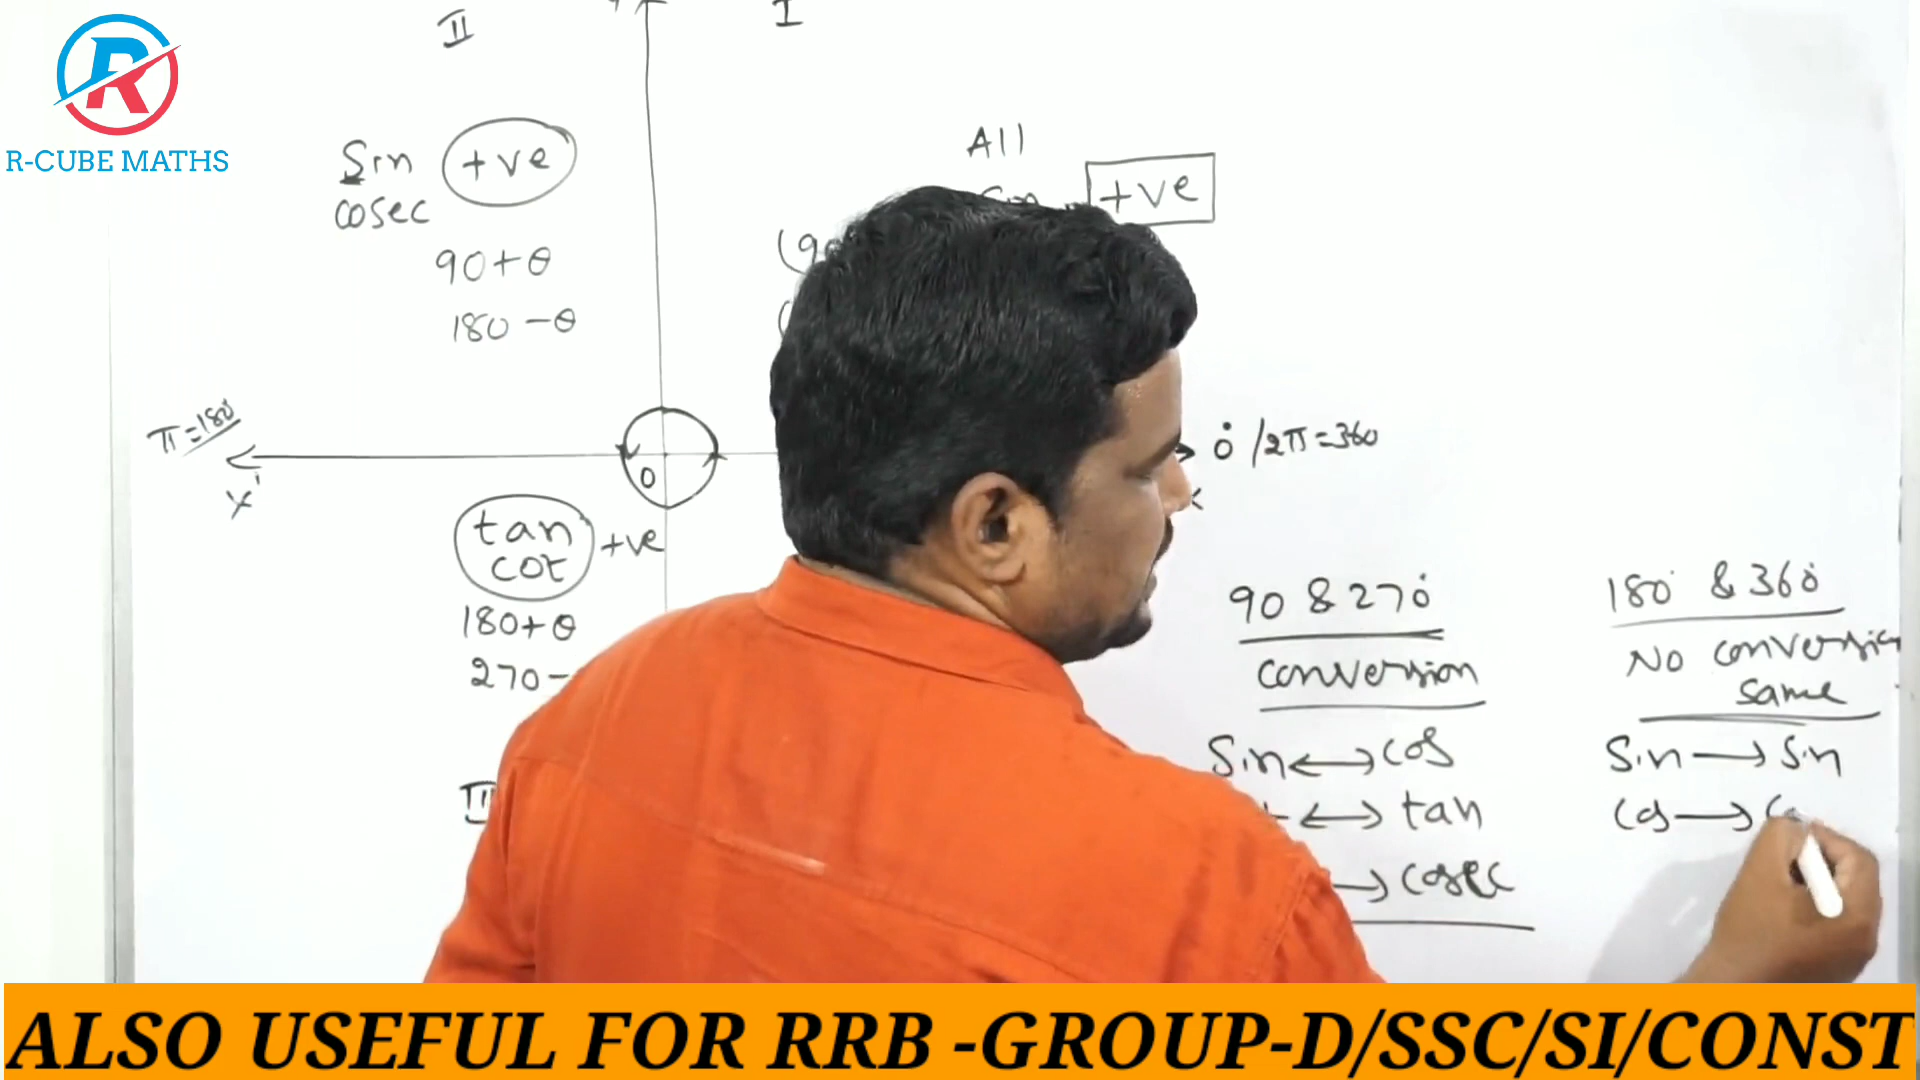 II
I
R-CUBE MATHS
Sin +ve
cosec
90+θ
180-θ
All
+ve
π=180°
x'
0
0° /2π=360
tan
cot +ve
180+θ
270-
90 & 270°
conversion
Sin↔cos
↔ tan
→cosec
180° & 360°
No conversion
same
Sin→Sin
Cos→
ALSO USEFUL FOR RRB -GROUP-D/SSC/SI/CONST